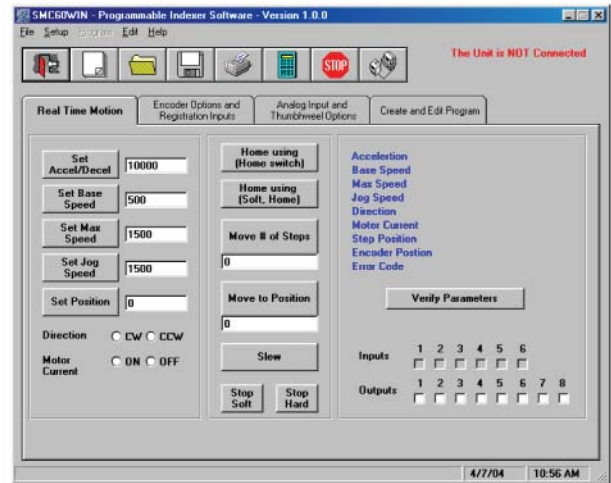 SMC60WIN - Programmable Indexer Software - Version 1.0.0
File Setup Program Edit Help
STOP
The Unit is NOT Connected
Real Time Motion
Encoder Options and
Registration Inputs
Analog Input and
Thumbhweel Options
Create and Edit Program
Set
Accel/Decel
10000
Set Base
Speed
500
Set Max
Speed
1500
Set Jog
Speed
1500
Set Position
0
Direction
CW
CCW
Motor
Current
ON
OFF
Home using
(Home switch)
Home using
(Soft, Home)
Move # of Steps
0
Move to Position
0
Slew
Stop
Soft
Stop
Hard
Accelertion
Base Speed
Max Speed
Jog Speed
Direction
Motor Current
Step Position
Encoder Postion
Error Code
Verify Parameters
1 2 3 4 5 6
Inputs
1 2 3 4 5 6 7 8
Outputs
4/7/04
10:56 AM